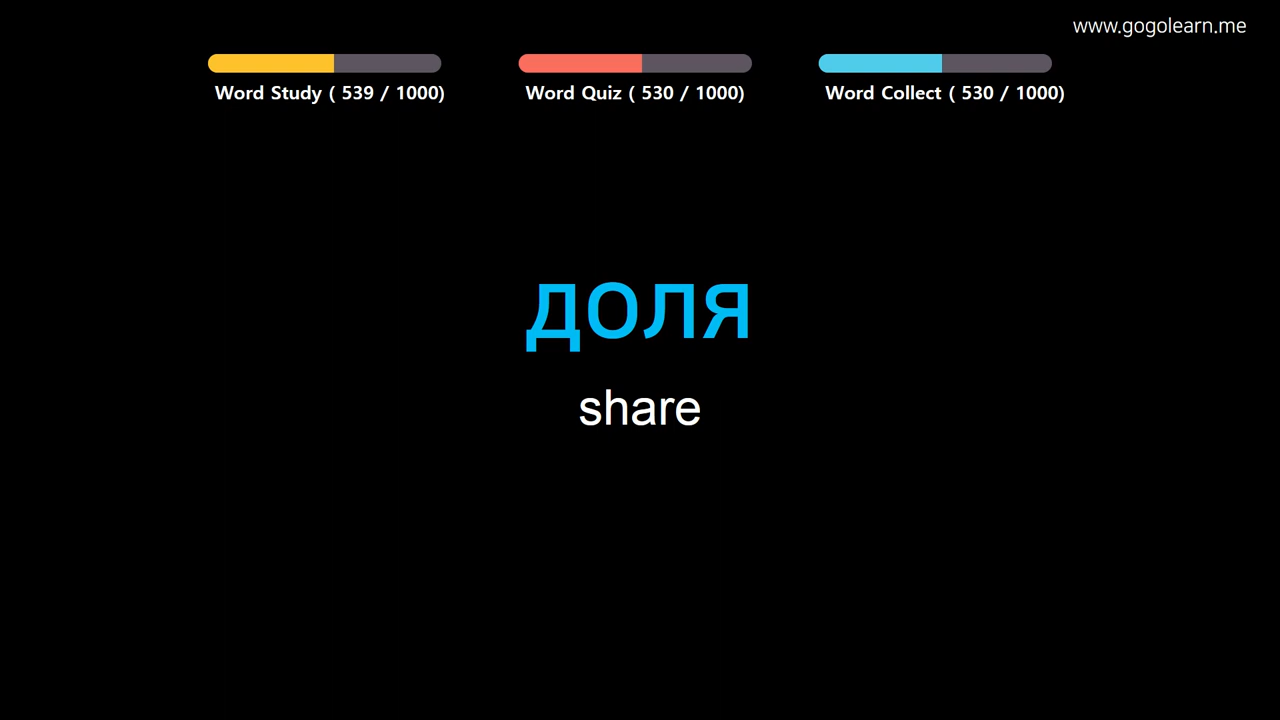 www.gogolearn.me
Word Study ( 539 / 1000)
Word Quiz ( 530 / 1000)
Word Collect ( 530 / 1000)
доля
share